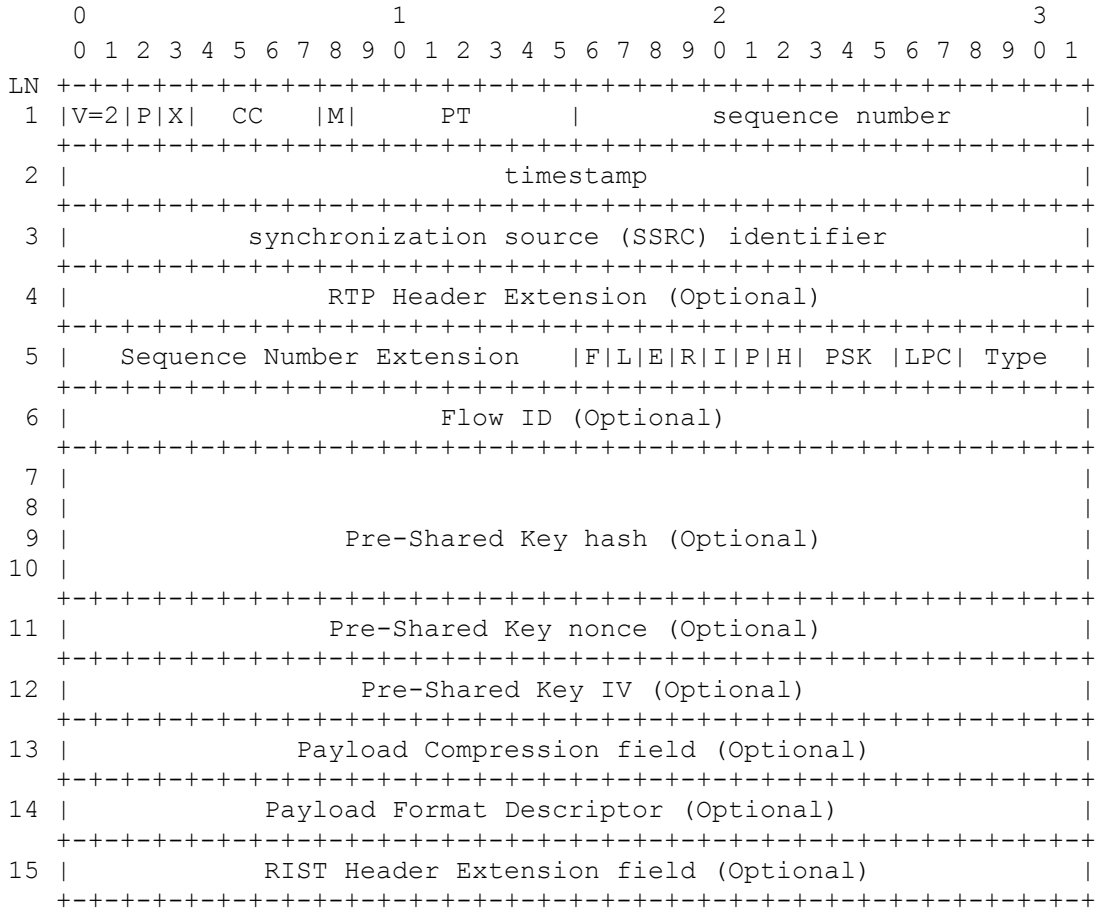 0                   1                   2                   3
    0 1 2 3 4 5 6 7 8 9 0 1 2 3 4 5 6 7 8 9 0 1 2 3 4 5 6 7 8 9 0 1
LN +-+-+-+-+-+-+-+-+-+-+-+-+-+-+-+-+-+-+-+-+-+-+-+-+-+-+-+-+-+-+-+-+
 1 |V=2|P|X|  CC   |M|     PT      |        sequence number        |
   +-+-+-+-+-+-+-+-+-+-+-+-+-+-+-+-+-+-+-+-+-+-+-+-+-+-+-+-+-+-+-+-+
 2 |                           timestamp                           |
   +-+-+-+-+-+-+-+-+-+-+-+-+-+-+-+-+-+-+-+-+-+-+-+-+-+-+-+-+-+-+-+-+
 3 |           synchronization source (SSRC) identifier            |
   +-+-+-+-+-+-+-+-+-+-+-+-+-+-+-+-+-+-+-+-+-+-+-+-+-+-+-+-+-+-+-+-+
 4 |                RTP Header Extension (Optional)                |
   +-+-+-+-+-+-+-+-+-+-+-+-+-+-+-+-+-+-+-+-+-+-+-+-+-+-+-+-+-+-+-+-+
 5 |   Sequence Number Extension   |F|L|E|R|I|P|H| PSK |LPC| Type  |
   +-+-+-+-+-+-+-+-+-+-+-+-+-+-+-+-+-+-+-+-+-+-+-+-+-+-+-+-+-+-+-+-+
 6 |                       Flow ID (Optional)                      |
   +-+-+-+-+-+-+-+-+-+-+-+-+-+-+-+-+-+-+-+-+-+-+-+-+-+-+-+-+-+-+-+-+
 7 |                                                               |
 8 |                                                               |
 9 |                 Pre-Shared Key hash (Optional)                |
10 |                                                               |
   +-+-+-+-+-+-+-+-+-+-+-+-+-+-+-+-+-+-+-+-+-+-+-+-+-+-+-+-+-+-+-+-+
11 |                Pre-Shared Key nonce (Optional)                |
   +-+-+-+-+-+-+-+-+-+-+-+-+-+-+-+-+-+-+-+-+-+-+-+-+-+-+-+-+-+-+-+-+
12 |                  Pre-Shared Key IV (Optional)                 |
   +-+-+-+-+-+-+-+-+-+-+-+-+-+-+-+-+-+-+-+-+-+-+-+-+-+-+-+-+-+-+-+-+
13 |              Payload Compression field (Optional)             |
   +-+-+-+-+-+-+-+-+-+-+-+-+-+-+-+-+-+-+-+-+-+-+-+-+-+-+-+-+-+-+-+-+
14 |            Payload Format Descriptor (Optional)               |
   +-+-+-+-+-+-+-+-+-+-+-+-+-+-+-+-+-+-+-+-+-+-+-+-+-+-+-+-+-+-+-+-+
15 |            RIST Header Extension field (Optional)             |
   +-+-+-+-+-+-+-+-+-+-+-+-+-+-+-+-+-+-+-+-+-+-+-+-+-+-+-+-+-+-+-+-+